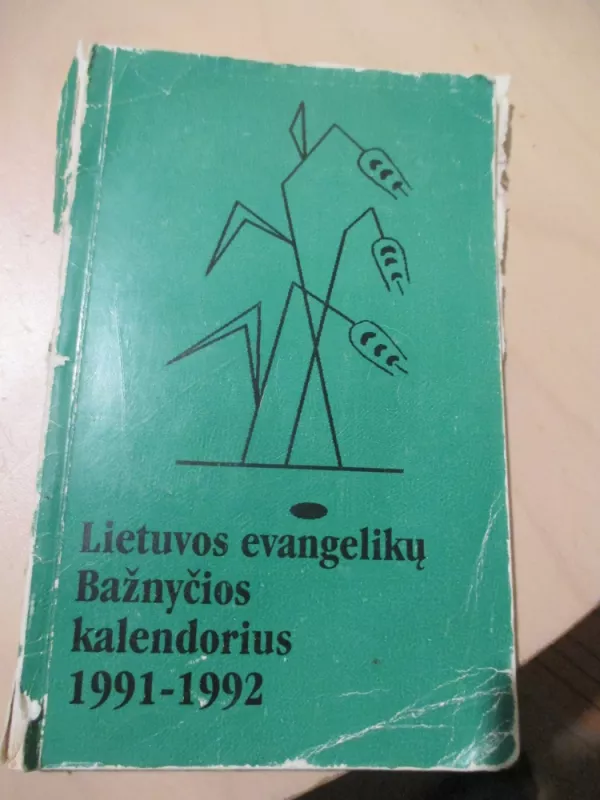 Lietuvos evangelikų
Bažnyčios
kalendorius
1991-1992